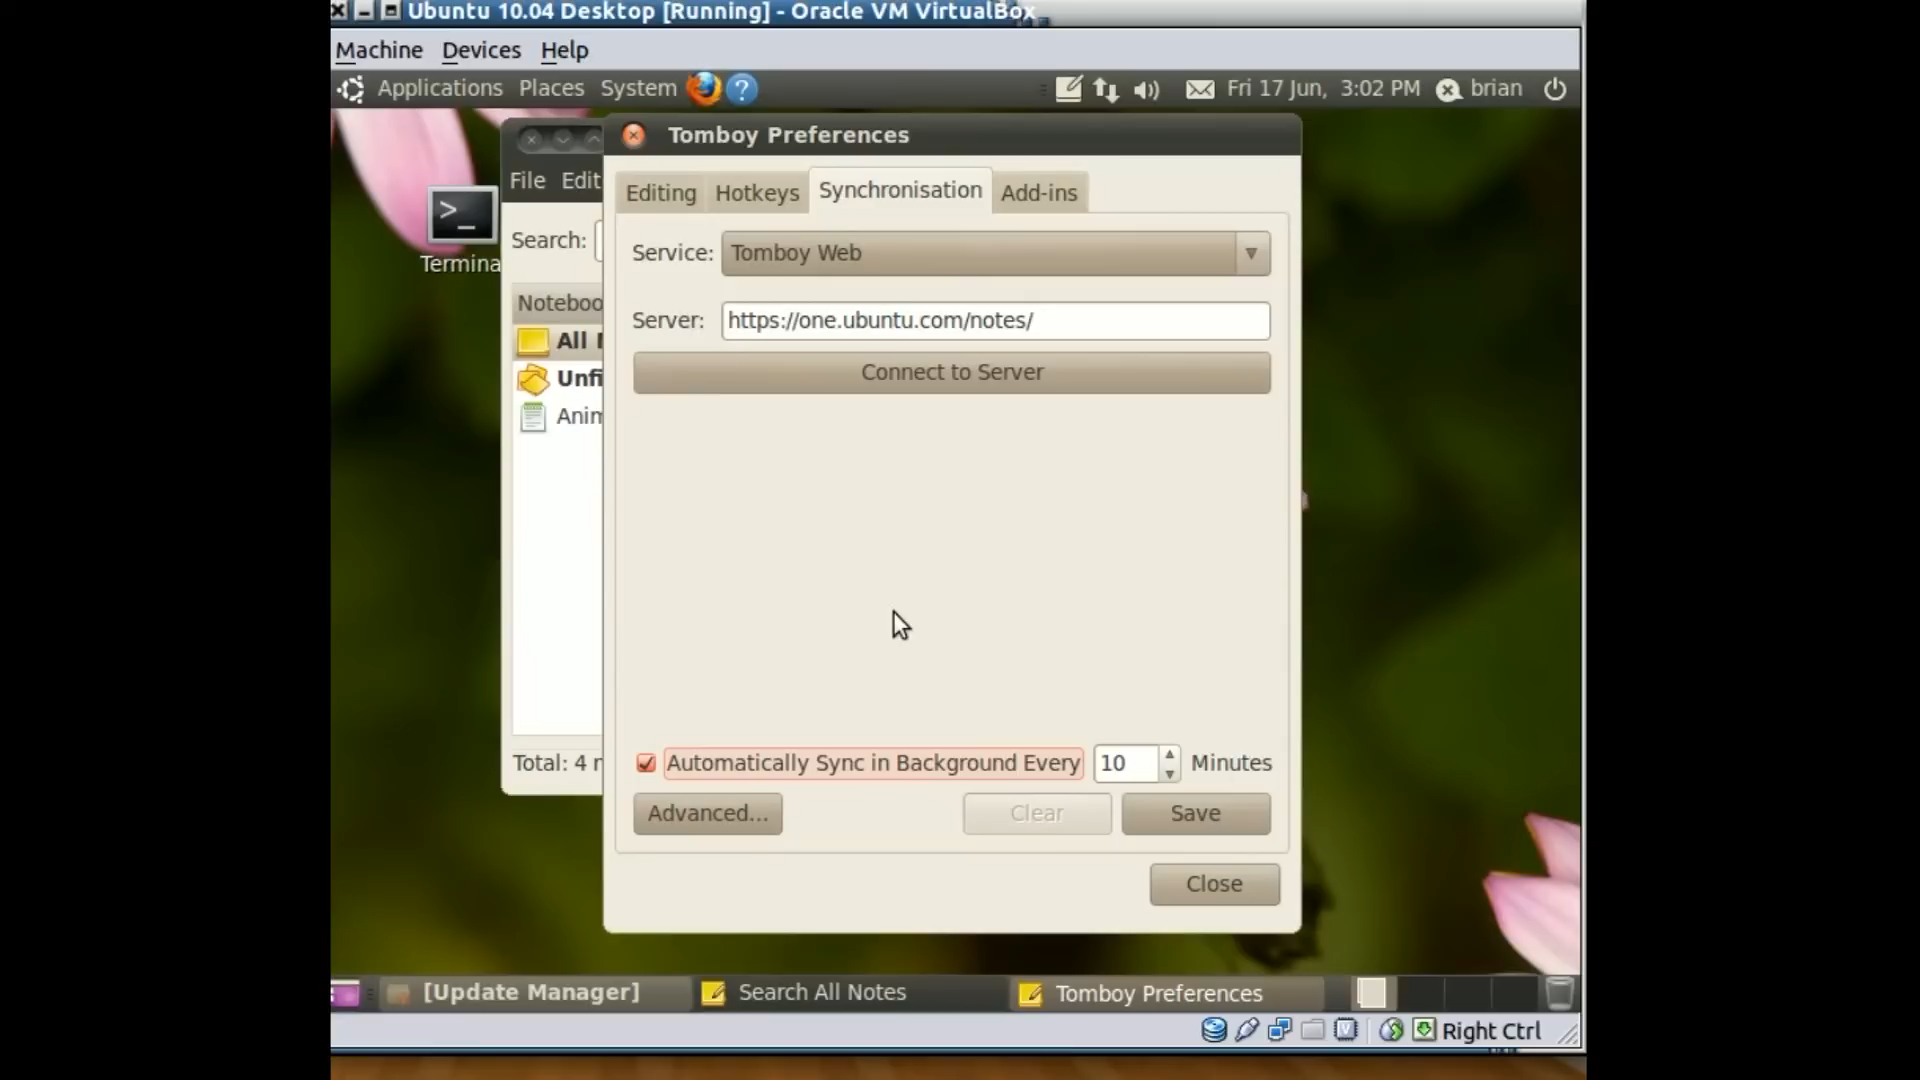 Ubuntu 10.04 Desktop [Running] - Oracle VM VirtualBox
Machine Devices Help
Applications Places System ? Fri 17 Jun, 3:02 PM brian
Tomboy Preferences
File Edit
Editing Hotkeys Synchronisation Add-ins
Search:
Service: Tomboy Web
Termina
Noteboo
Server: https://one.ubuntu.com/notes/
All
Connect to Server
Unfi
Anim
Total: 4
Automatically Sync in Background Every 10 Minutes
Advanced... Clear Save
Close
[Update Manager] Search All Notes Tomboy Preferences
Right Ctrl